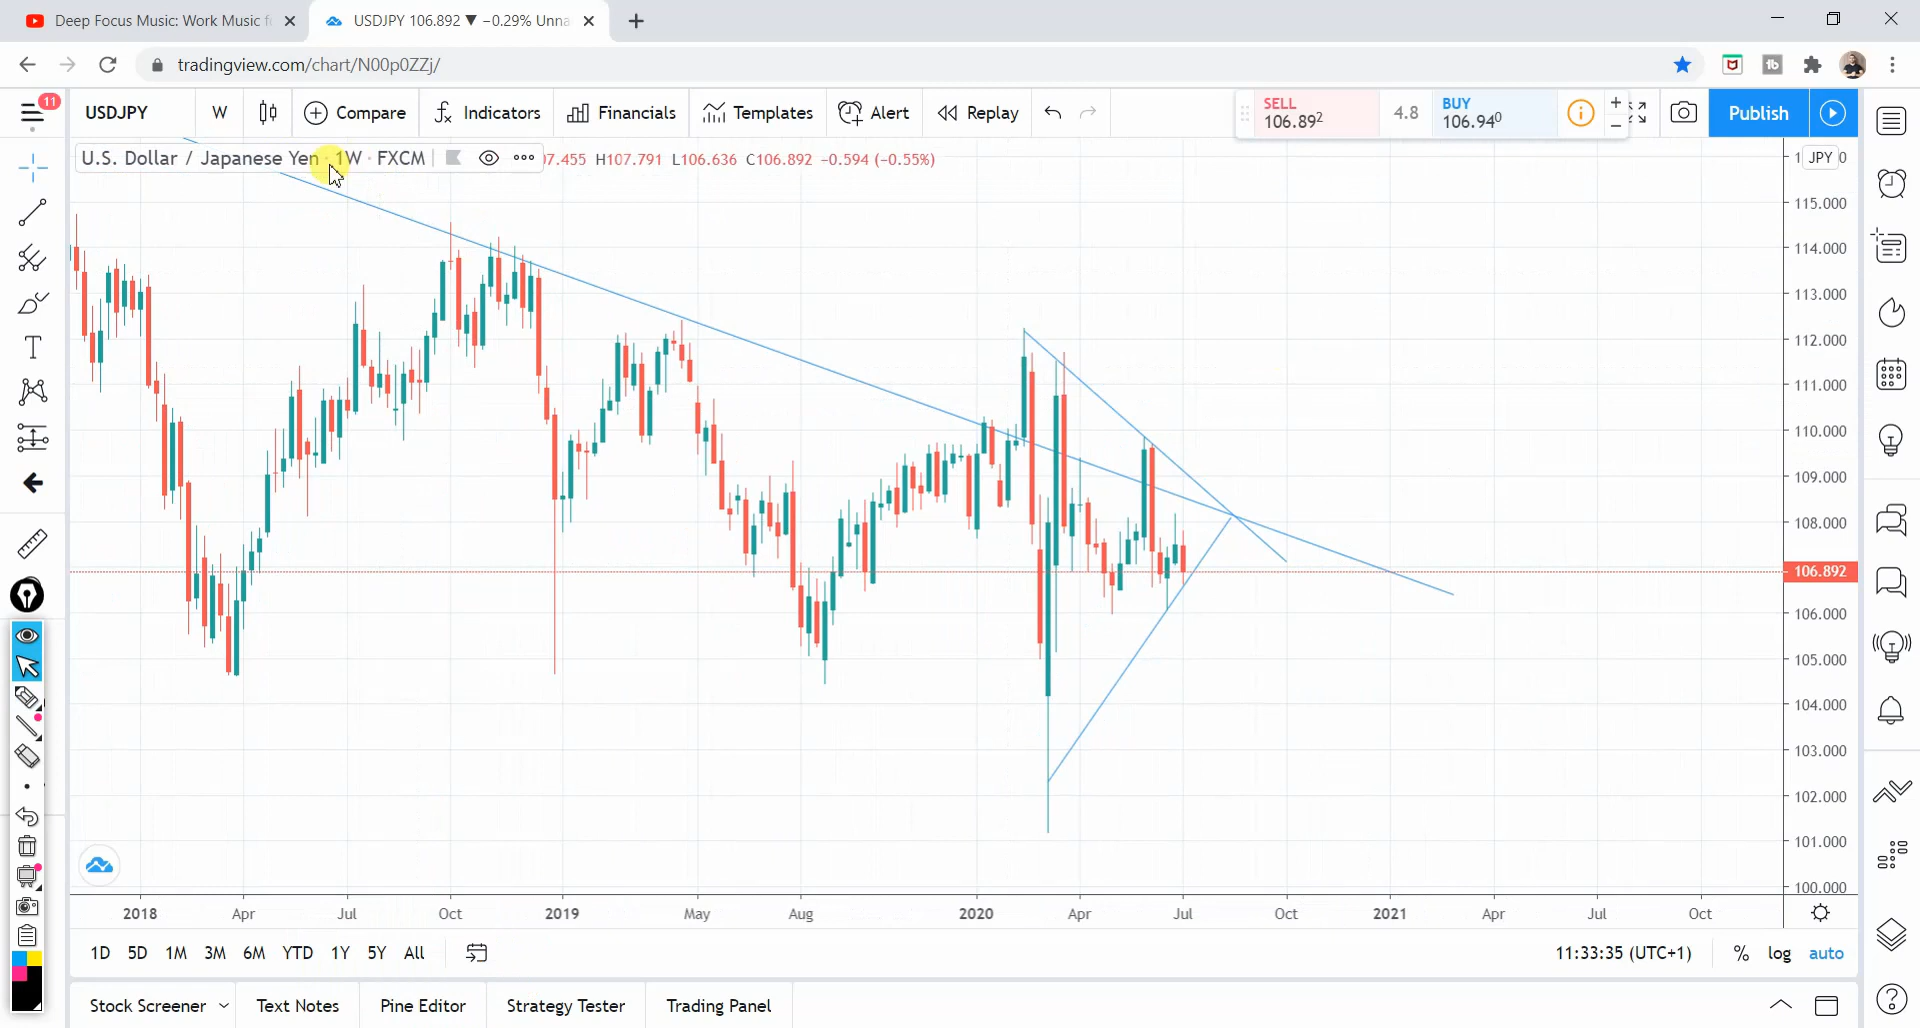 Deep Focus Music: Work Music f
USDJPY 106.892 ▼ −0.29% Unna
tradingview.com/chart/N00p0ZZj/
11
USDJPY W Compare Indicators Financials Templates Alert Replay
SELL
106.892
4.8
BUY
106.940
Publish
U.S. Dollar / Japanese Yen · 1W · FXCM 07.455 H107.791 L106.636 C106.892 −0.594 (−0.55%)
JPY
115.000
114.000
113.000
112.000
111.000
110.000
109.000
108.000
106.892
106.000
105.000
104.000
103.000
102.000
101.000
100.000
2018 Apr Jul Oct 2019 May Aug 2020 Apr Jul Oct 2021 Apr Jul Oct
1D 5D 1M 3M 6M YTD 1Y 5Y All 11:33:35 (UTC+1) % log auto
Stock Screener Text Notes Pine Editor Strategy Tester Trading Panel